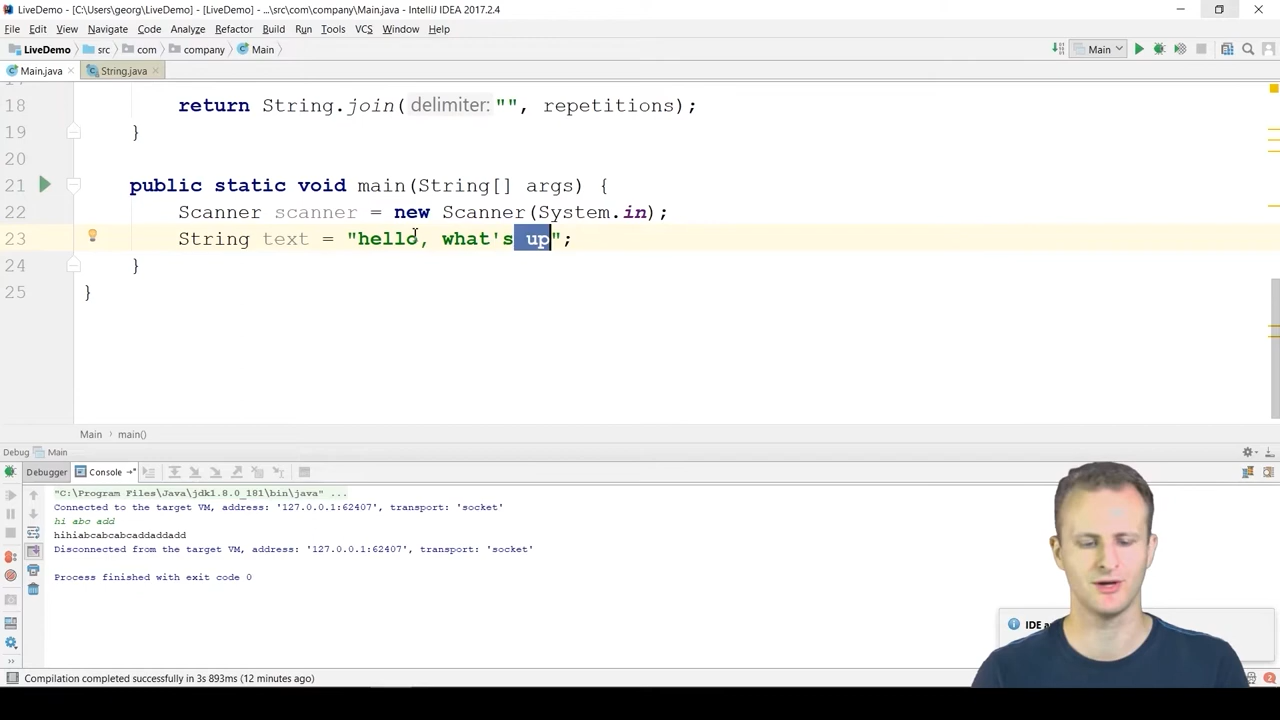 LiveDemo - [C:\Users\georg\LiveDemo] - [LiveDemo] - ...\src\com\company\Main.java - IntelliJ IDEA 2017.2.4
File Edit View Navigate Code Analyze Refactor Build Run Tools VCS Window Help
LiveDemo src com company Main
Main
Main.java String.java
18 return String.join( delimiter: "", repetitions);
19 }
20
21 public static void main(String[] args) {
22 Scanner scanner = new Scanner(System.in);
23 String text = "hello, what's up";
24 }
25 }
Main main()
Debug Main
Debugger Console
"C:\Program Files\Java\jdk1.8.0_181\bin\java" ...
Connected to the target VM, address: '127.0.0.1:62407', transport: 'socket'
hi abc add
hihiabcabcabcaddaddadd
Disconnected from the target VM, address: '127.0.0.1:62407', transport: 'socket'
Process finished with exit code 0
IDE
Compilation completed successfully in 3s 893ms (12 minutes ago)
2